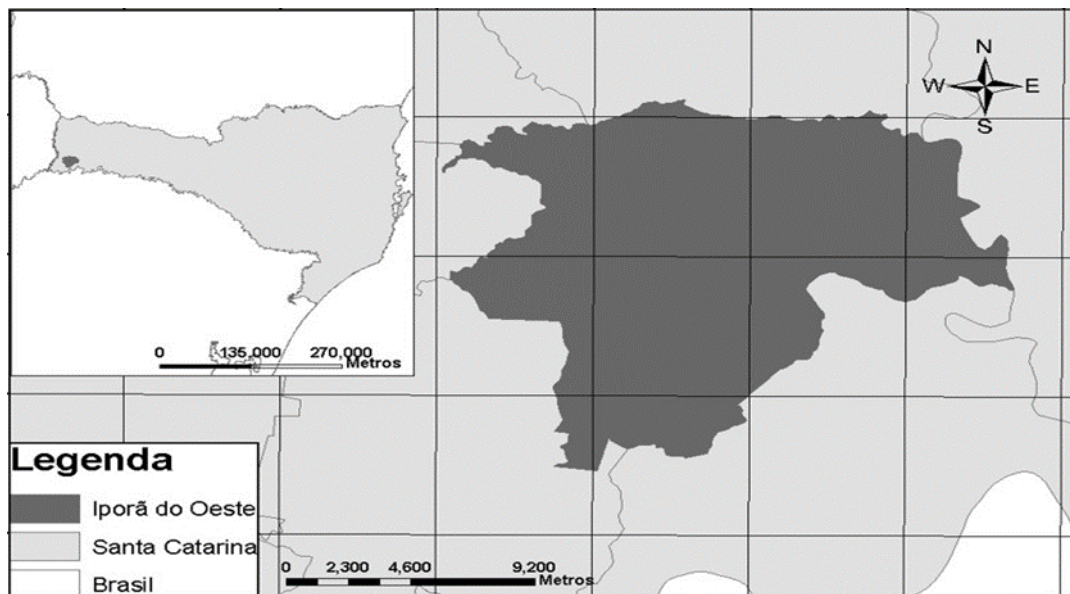 N
W E
S
0 135,000 270,000
Metros
Legenda
Iporã do Oeste
Santa Catarina
Brasil
0 2,300 4,600 9,200
Metros